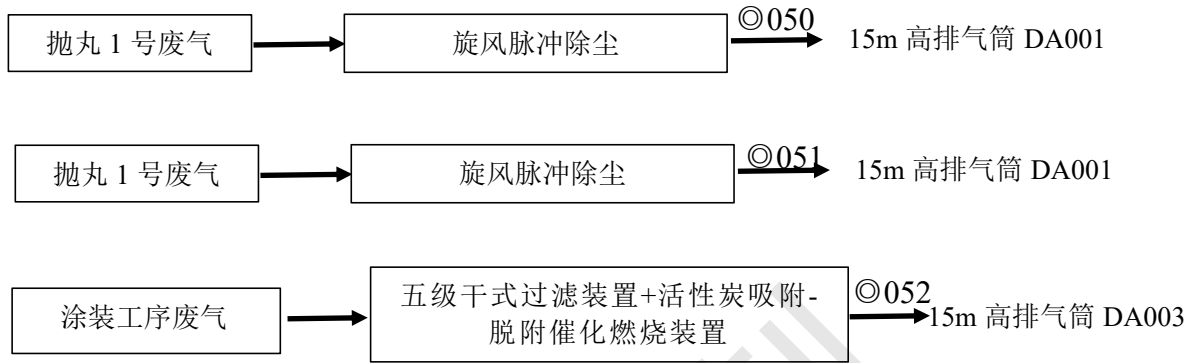 抛丸 1 号废气
旋风脉冲除尘
◎050
15m 高排气筒 DA001
抛丸 1 号废气
旋风脉冲除尘
◎051
15m 高排气筒 DA001
涂装工序废气
五级干式过滤装置+活性炭吸附-
脱附催化燃烧装置
◎052
15m 高排气筒 DA003